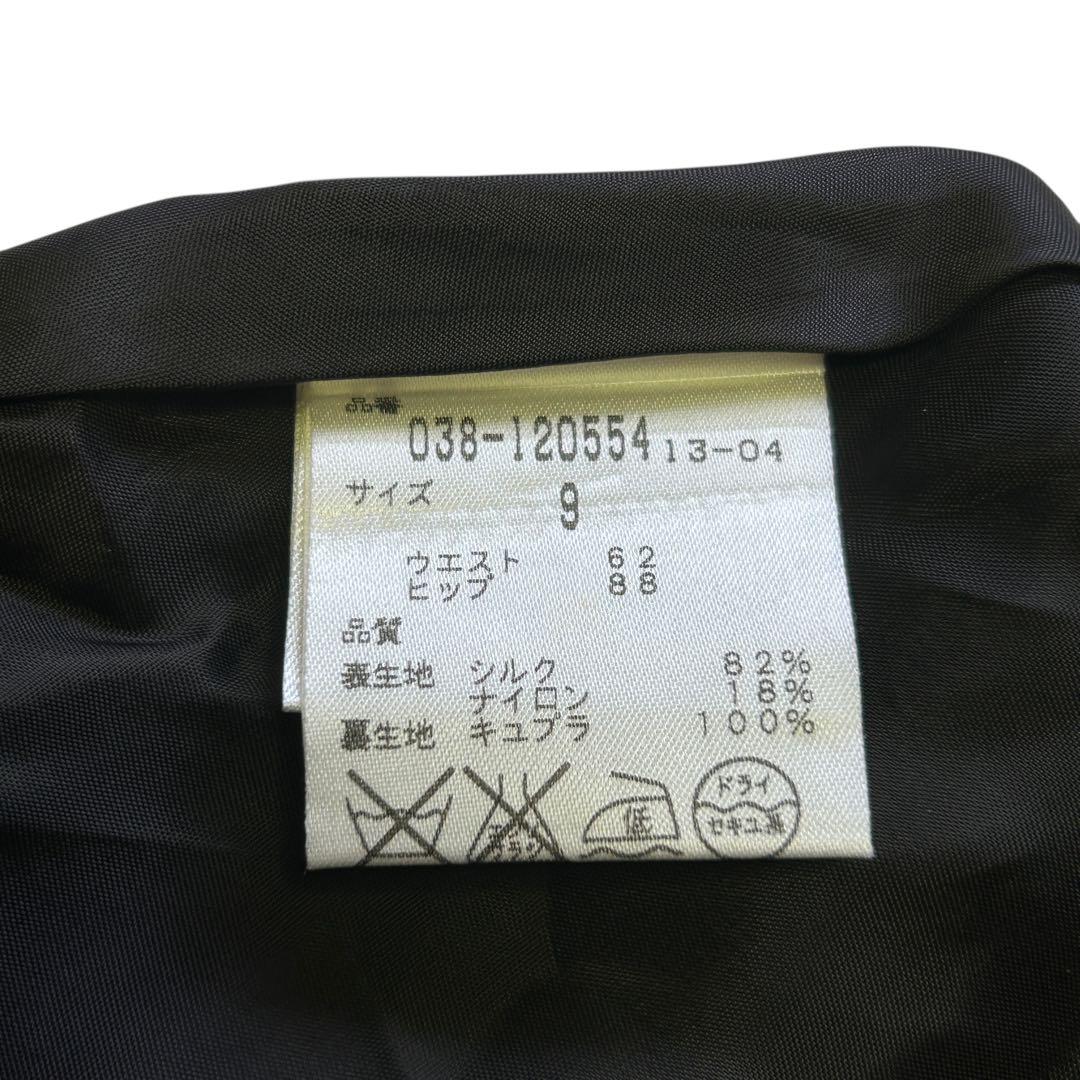 品番
038-120554 13-04
サイズ 9
ウエスト 62
ヒップ 88
品質
表生地 シルク 82%
ナイロン 18%
裏生地 キュプラ 100%
低
ドライ
セキユ系